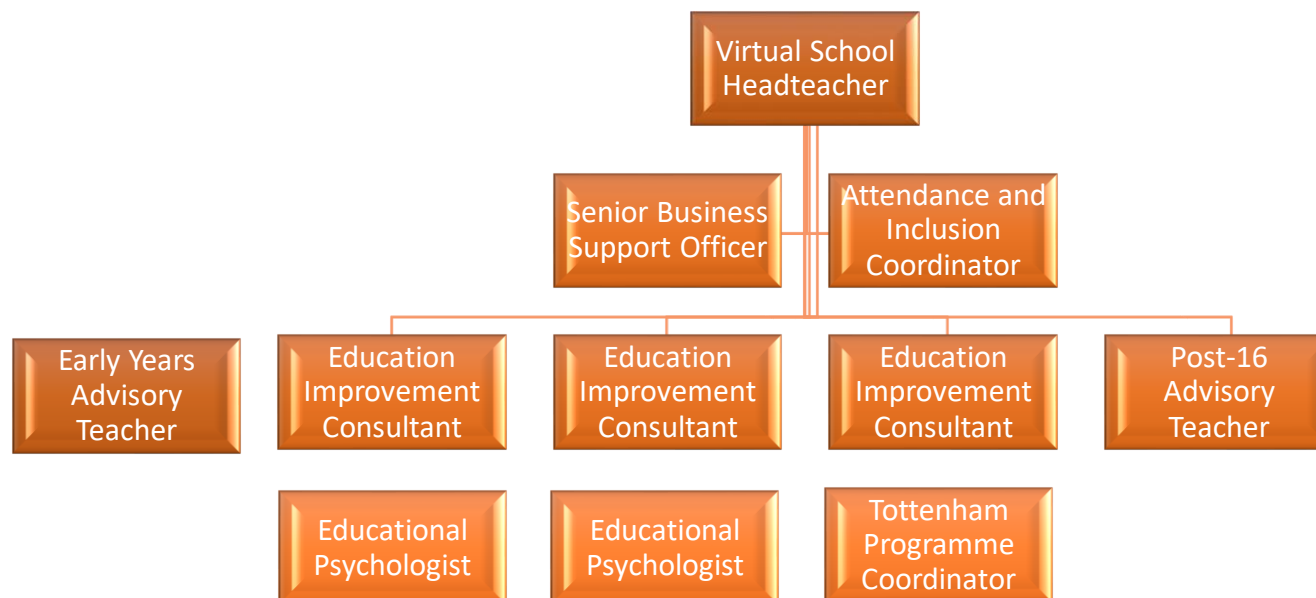 Virtual School
Headteacher
Senior Business
Support Officer
Attendance and
Inclusion
Coordinator
Early Years
Advisory
Teacher
Education
Improvement
Consultant
Education
Improvement
Consultant
Education
Improvement
Consultant
Post-16
Advisory
Teacher
Educational
Psychologist
Educational
Psychologist
Tottenham
Programme
Coordinator